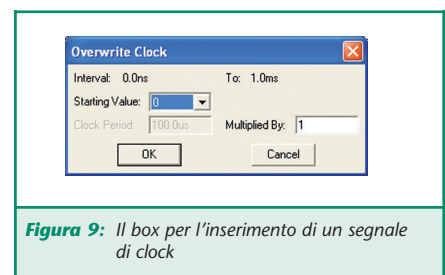 Overwrite Clock
Interval: 0.0ns To: 1.0ms
Starting Value: 0
Clock Period: 100.0us Multiplied By: 1
OK Cancel
Figura 9: Il box per l'inserimento di un segnale
di clock